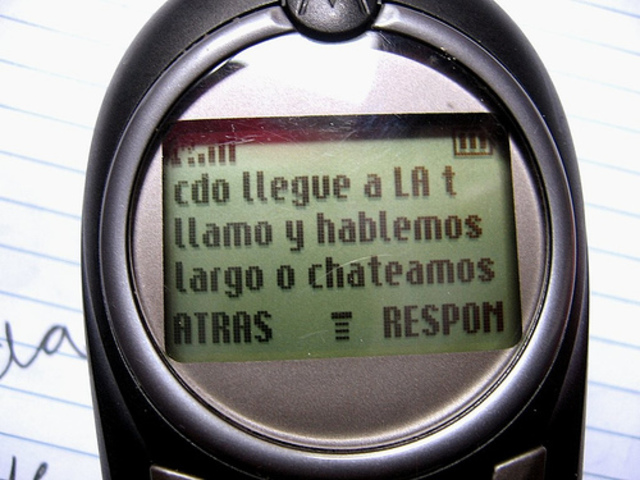 cdo llegue a LA t
llamo y hablemos
largo o chateamos
ATRAS RESPON